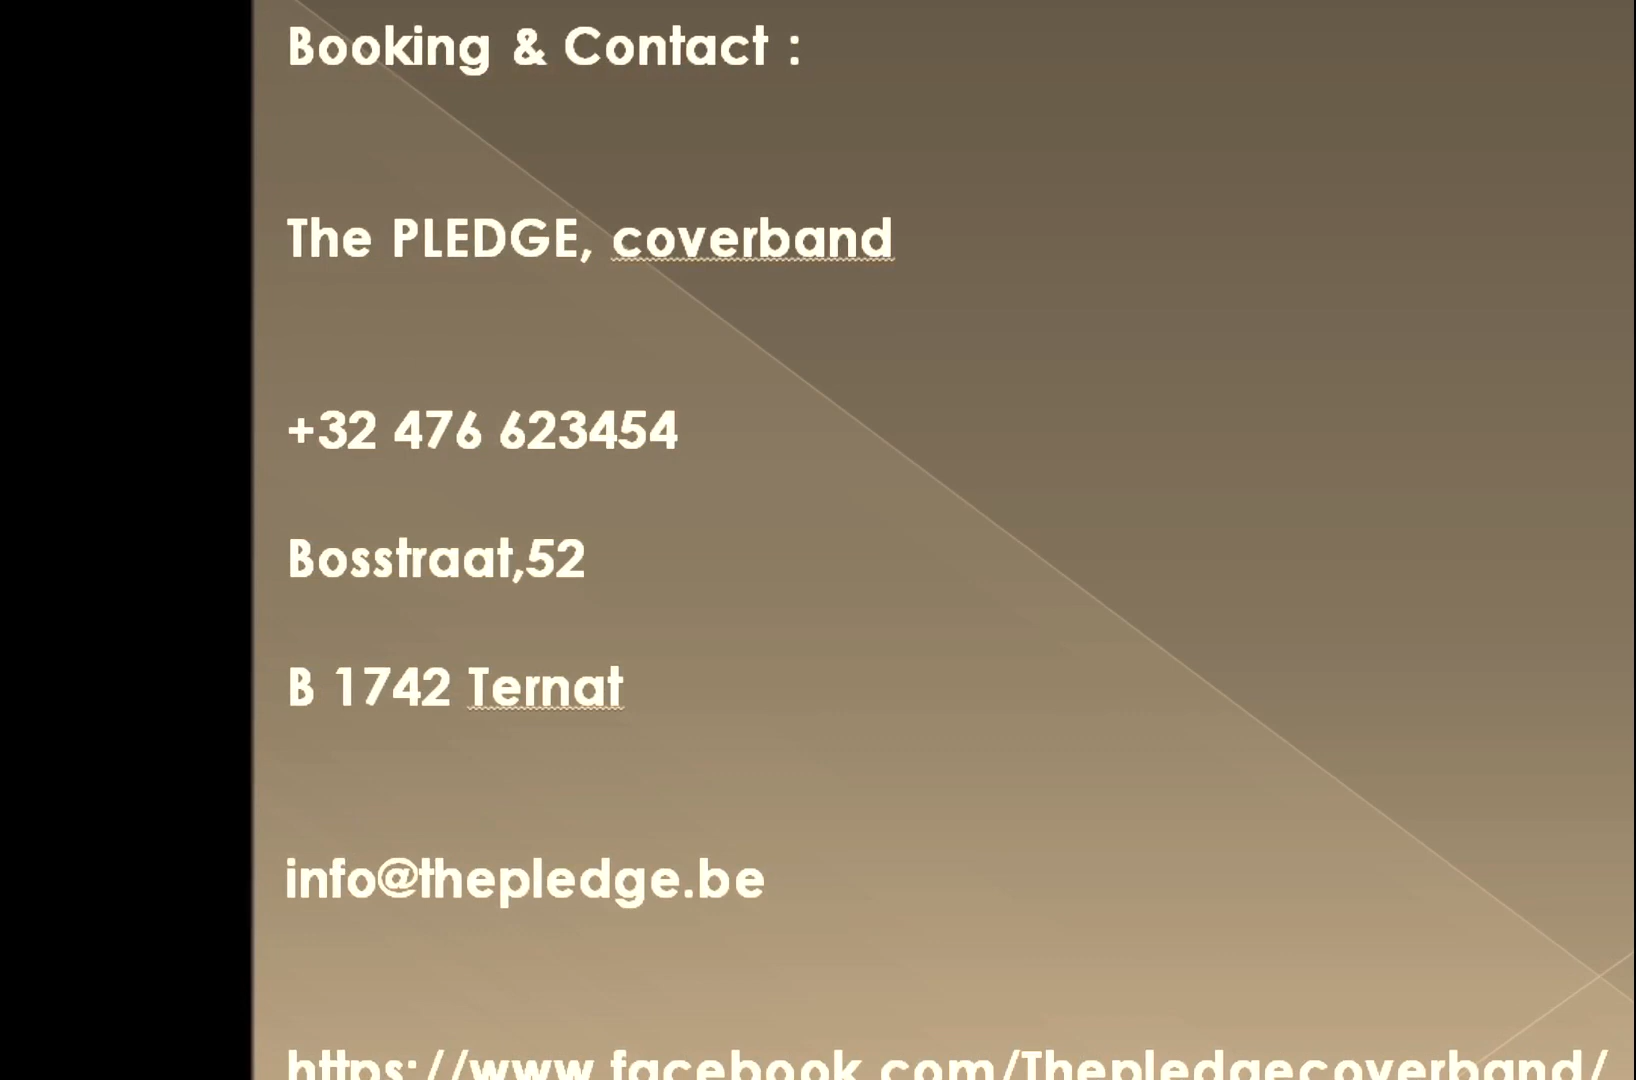 Booking & Contact :
The PLEDGE, coverband
+32 476 623454
Bosstraat,52
B 1742 Ternat
info@thepledge.be
https://www.facebook.com/Thepledgecoverband/